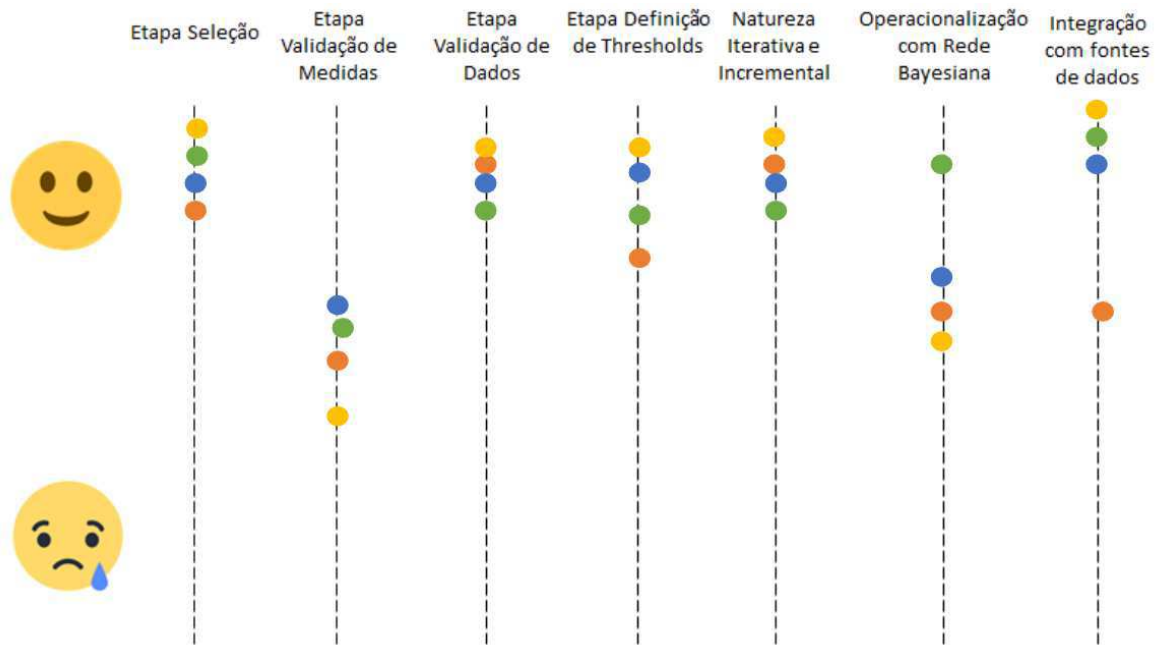 Etapa Seleção
Etapa
Validação de
Medidas
Etapa
Validação de
Dados
Etapa Definição
de Thresholds
Natureza
Iterativa e
Incremental
Operacionalização
com Rede
Bayesiana
Integração
com fontes
de dados